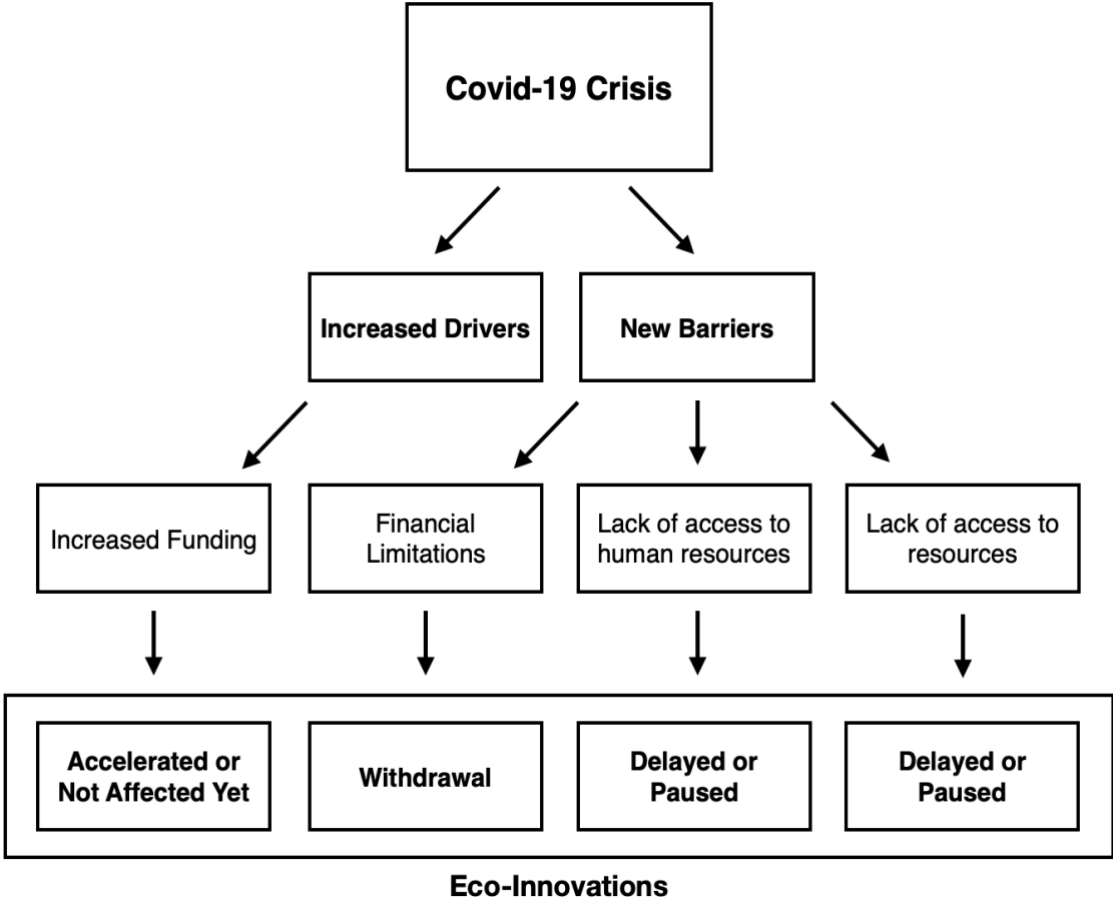 Covid-19 Crisis
Increased Drivers
New Barriers
Increased Funding
Financial
Limitations
Lack of access to
human resources
Lack of access to
resources
Accelerated or
Not Affected Yet
Withdrawal
Delayed or
Paused
Delayed or
Paused
Eco-Innovations